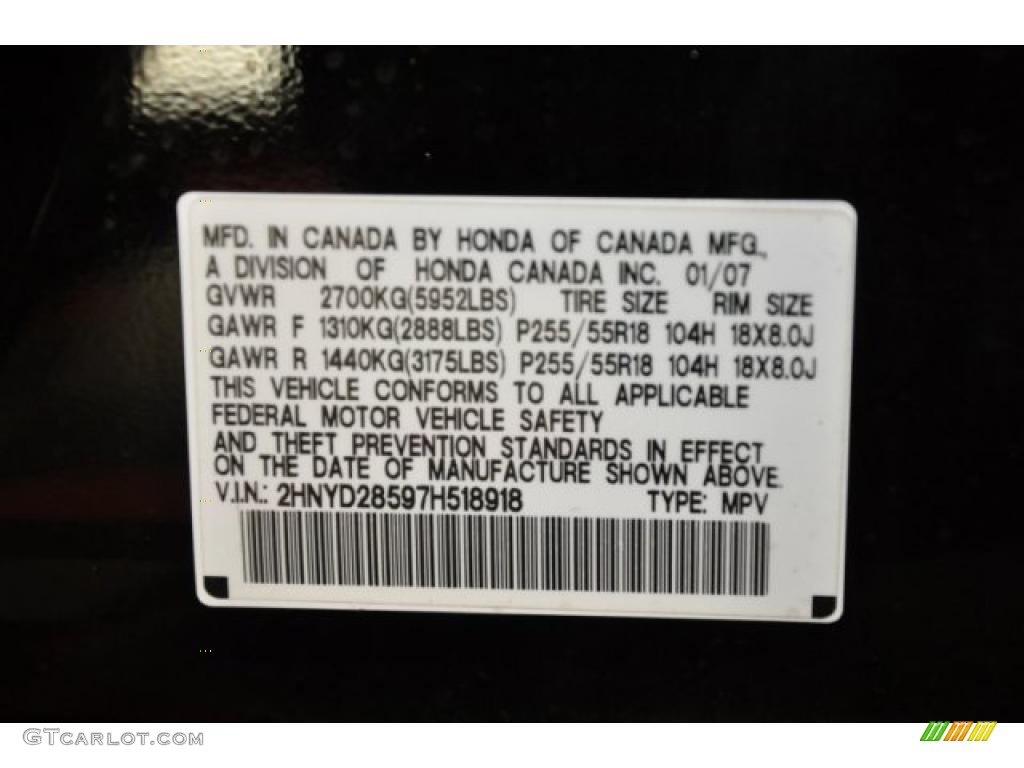 MFD. IN CANADA BY HONDA OF CANADA MFG.,
A DIVISION OF HONDA CANADA INC. 01/07
GVWR 2700KG(5952LBS) TIRE SIZE RIM SIZE
GAWR F 1310KG(2888LBS) P255/55R18 104H 18X8.0J
GAWR R 1440KG(3175LBS) P255/55R18 104H 18X8.0J
THIS VEHICLE CONFORMS TO ALL APPLICABLE
FEDERAL MOTOR VEHICLE SAFETY
AND THEFT PREVENTION STANDARDS IN EFFECT
ON THE DATE OF MANUFACTURE SHOWN ABOVE.
V.I.N.: 2HNYD28597H518918 TYPE: MPV
GTCARLOT.COM